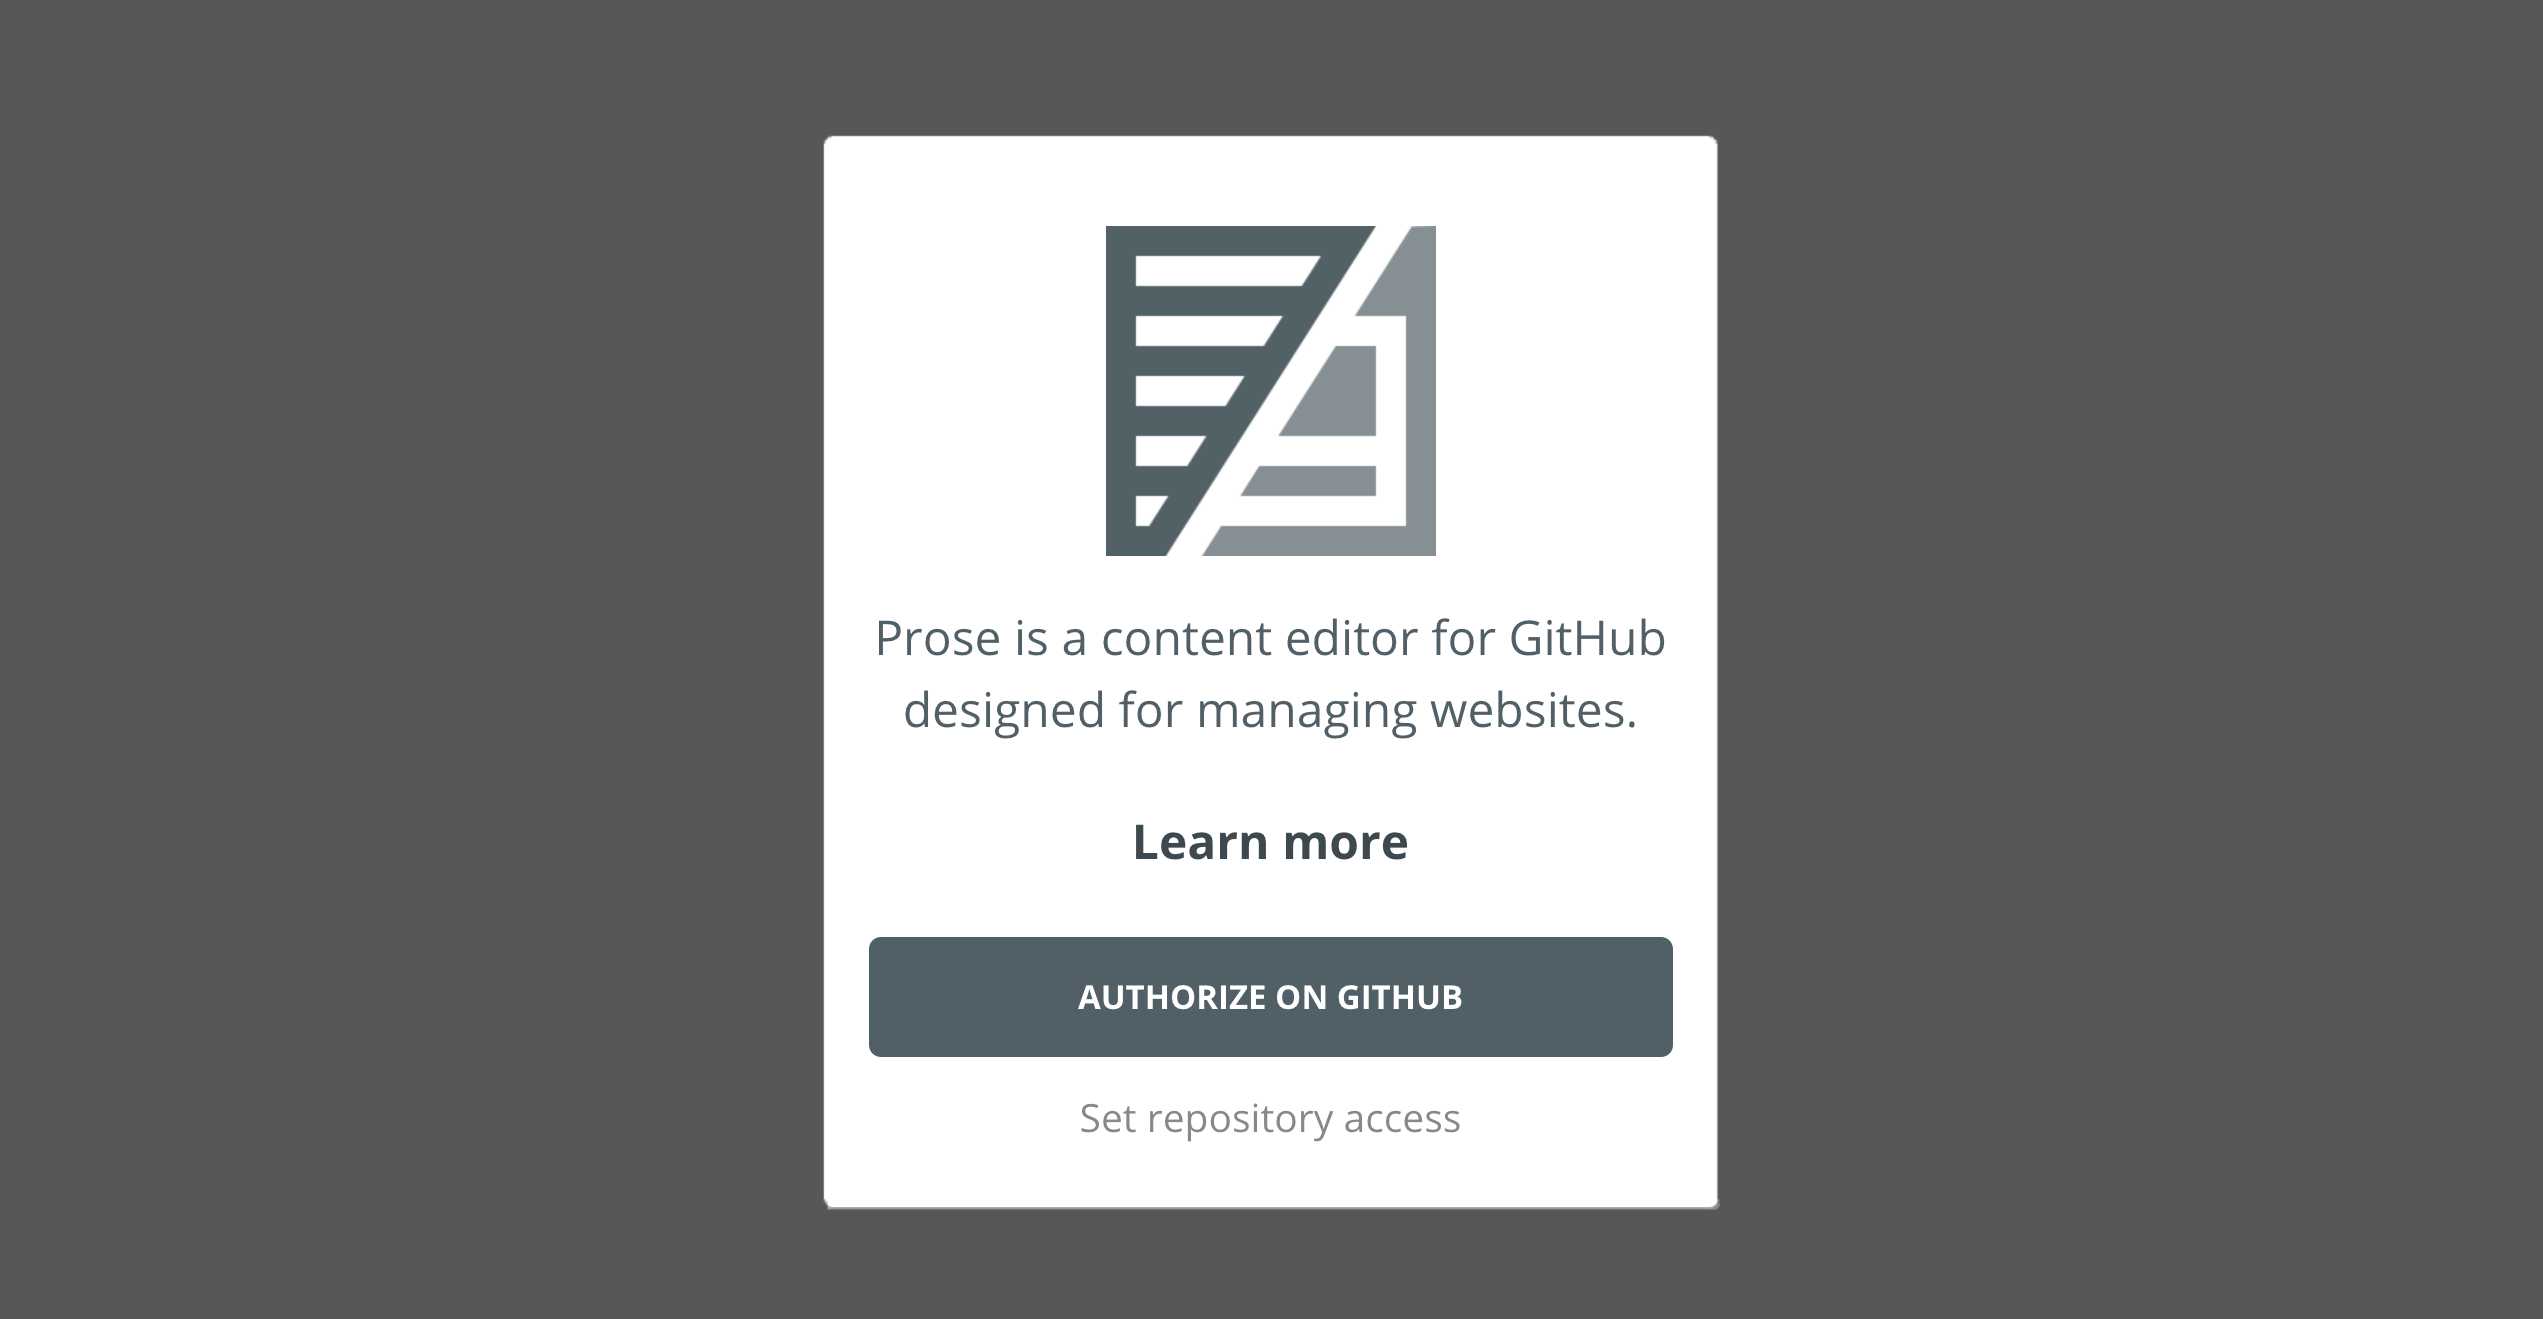 Prose is a content editor for GitHub
designed for managing websites.
Learn more
AUTHORIZE ON GITHUB
Set repository access